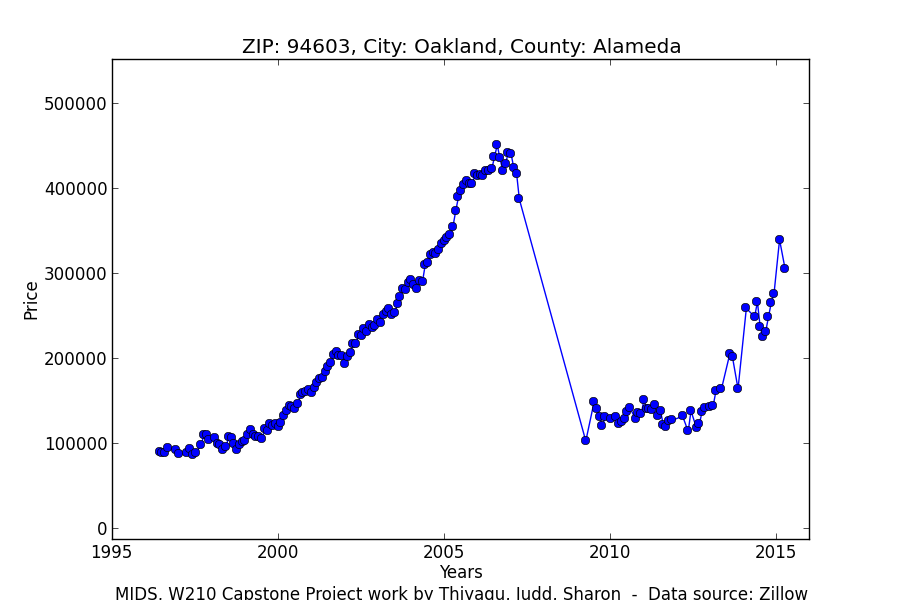 ZIP: 94603, City: Oakland, County: Alameda
500000
400000
300000
200000
100000
0
Price
1995 2000 2005 2010 2015
Years
MIDS, W210 Capstone Project work by Thiyagu, Judd, Sharon - Data source: Zillow